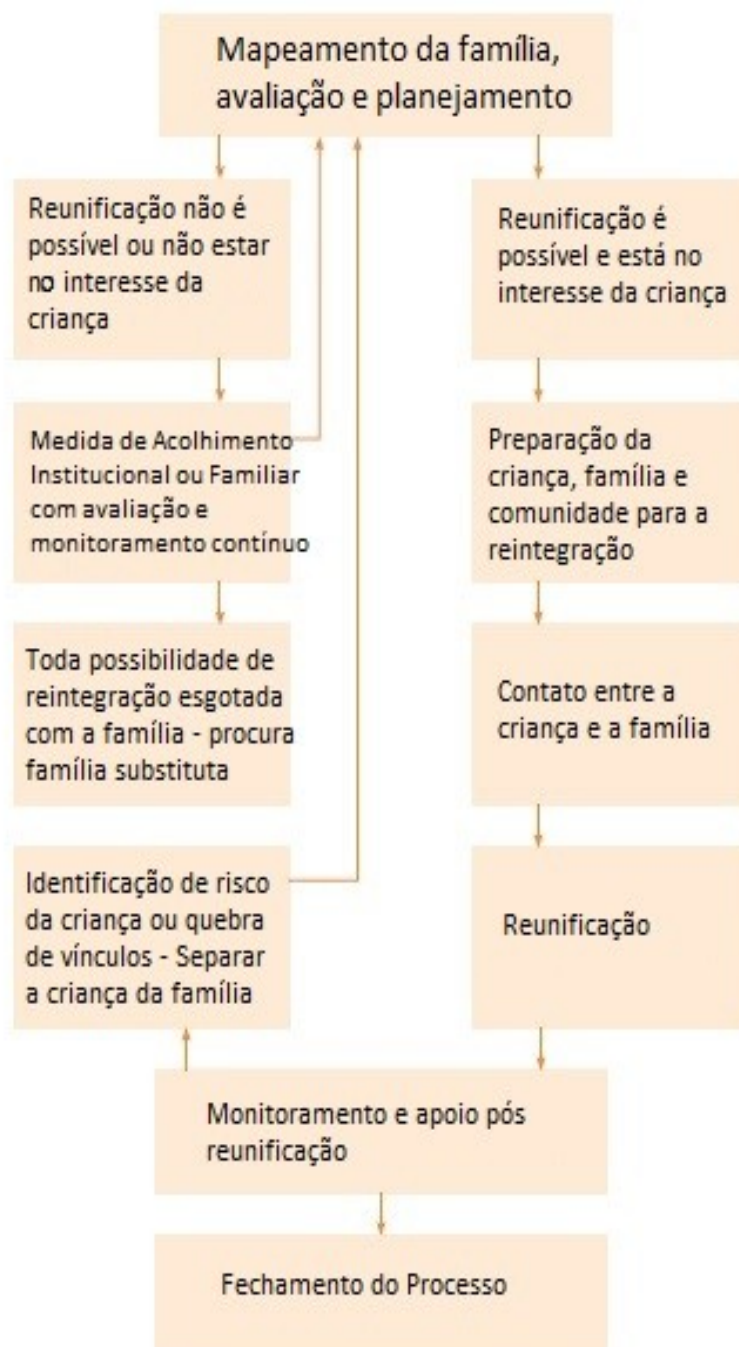 Mapeamento da família,
avaliação e planejamento
Reunificação não é
possível ou não estar
no interesse da
criança
Reunificação é
possível e está no
interesse da criança
Medida de Acolhimento
Institucional ou Familiar
com avaliação e
monitoramento contínuo
Preparação da
criança, família e
comunidade para a
reintegração
Toda possibilidade de
reintegração esgotada
com a família - procura
família substituta
Contato entre a
criança e a família
Identificação de risco
da criança ou quebra
de vínculos - Separar
a criança da família
Reunificação
Monitoramento e apoio pós
reunificação
Fechamento do Processo